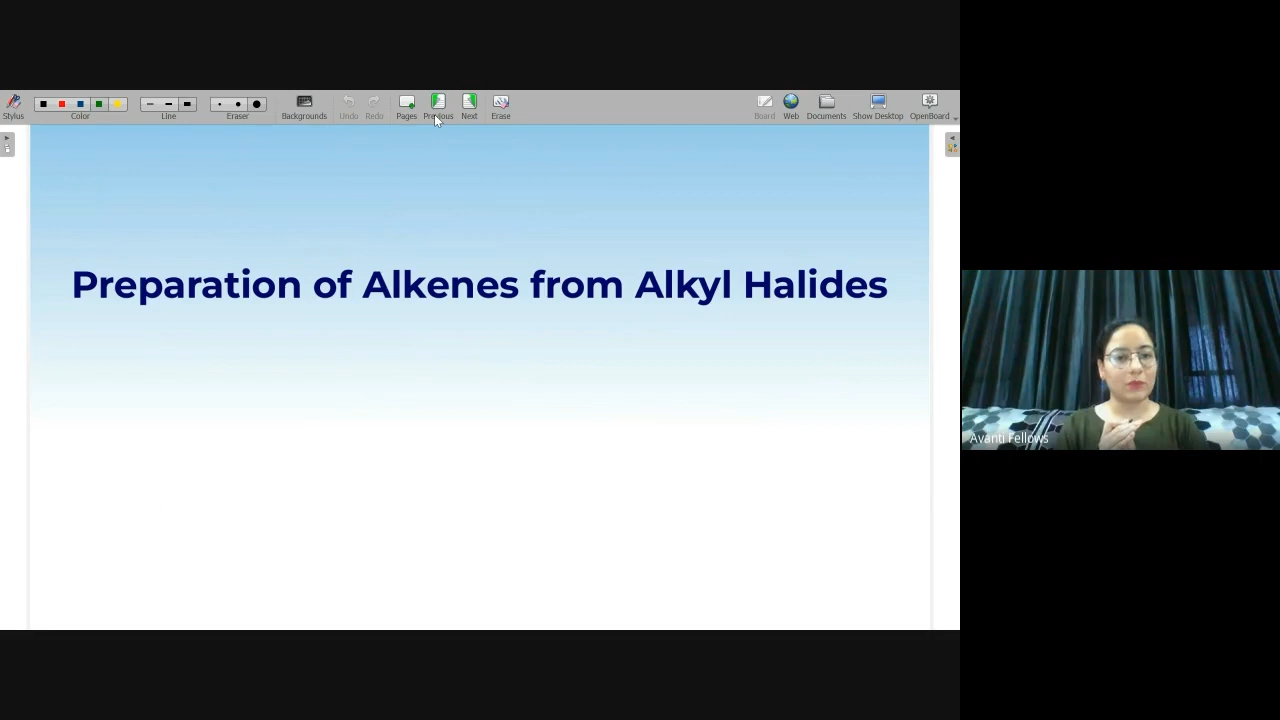 Stylus
Color
Line
Eraser
Backgrounds
Undo
Redo
Pages
Previous
Next
Erase
Board
Web
Documents
Show Desktop
OpenBoard
Preparation of Alkenes from Alkyl Halides
Avanti Fellows